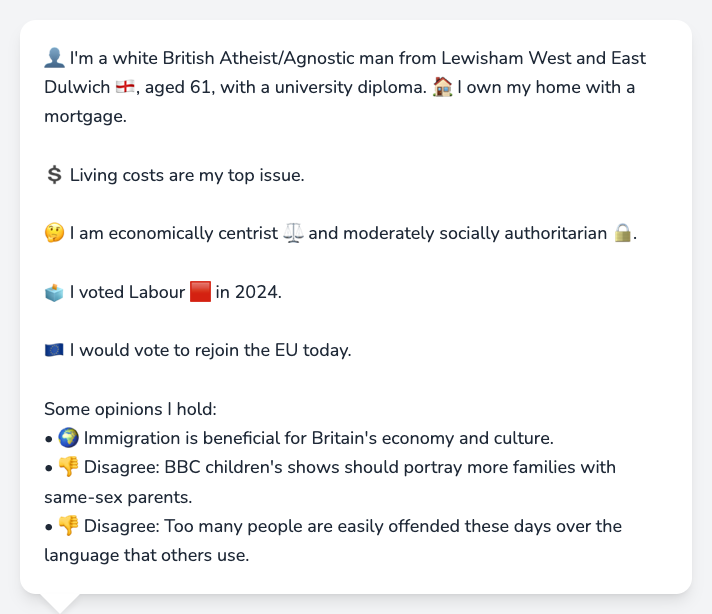 👤 I'm a white British Atheist/Agnostic man from Lewisham West and East
Dulwich 🏴󠁧󠁢󠁥󠁮󠁧󠁿, aged 61, with a university diploma. 🏠 I own my home with a
mortgage.
💲 Living costs are my top issue.
🤔 I am economically centrist ⚖️ and moderately socially authoritarian 🔒.
🗳️ I voted Labour 🟥 in 2024.
🇪🇺 I would vote to rejoin the EU today.
Some opinions I hold:
• 🌍 Immigration is beneficial for Britain's economy and culture.
• 👎 Disagree: BBC children's shows should portray more families with
same-sex parents.
• 👎 Disagree: Too many people are easily offended these days over the
language that others use.